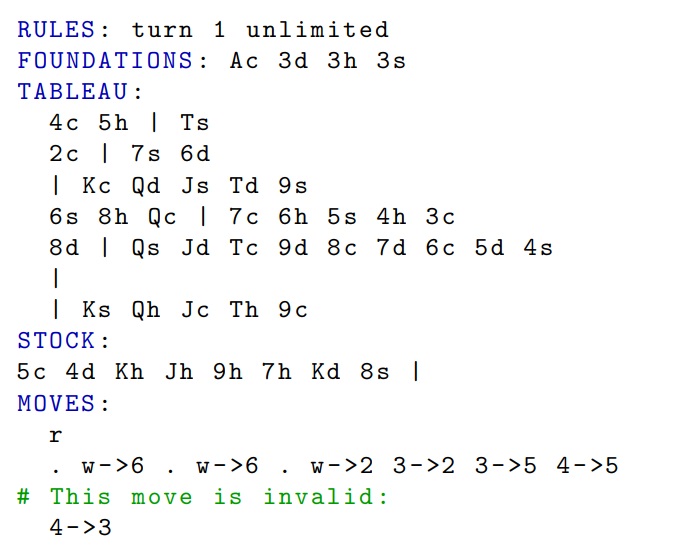 RULES: turn 1 unlimited
FOUNDATIONS: Ac 3d 3h 3s
TABLEAU:
4c 5h | Ts
2c | 7s 6d
| Kc Qd Js Td 9s
6s 8h Qc | 7c 6h 5s 4h 3c
8d | Qs Jd Tc 9d 8c 7d 6c 5d 4s
|
| Ks Qh Jc Th 9c
STOCK:
5c 4d Kh Jh 9h 7h Kd 8s |
MOVES:
r
. w->6 . w->6 . w->2 3->2 3->5 4->5
# This move is invalid:
4->3